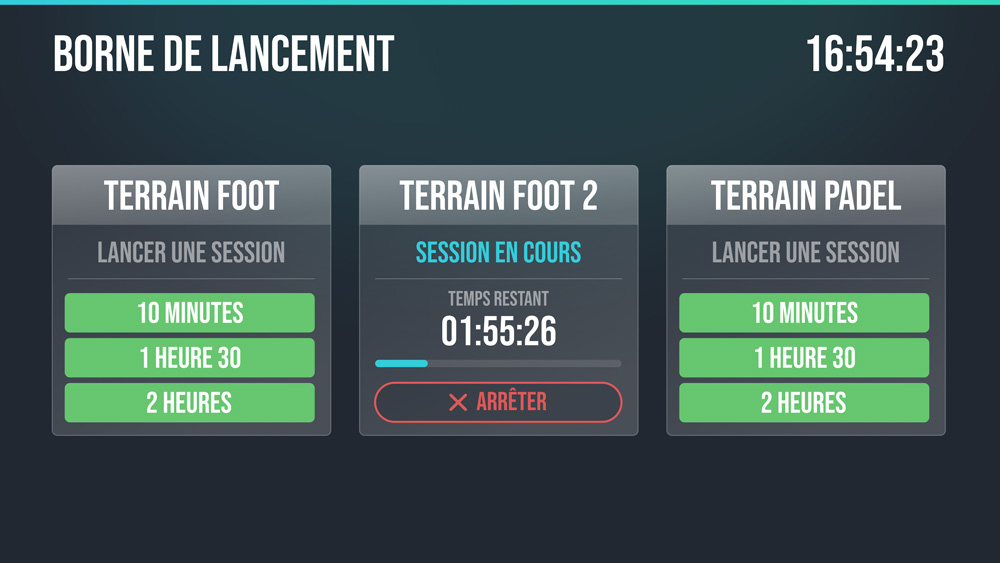 BORNE DE LANCEMENT
16:54:23
TERRAIN FOOT
LANCER UNE SESSION
10 MINUTES
1 HEURE 30
2 HEURES
TERRAIN FOOT 2
SESSION EN COURS
TEMPS RESTANT
01:55:26
ARRÊTER
TERRAIN PADEL
LANCER UNE SESSION
10 MINUTES
1 HEURE 30
2 HEURES